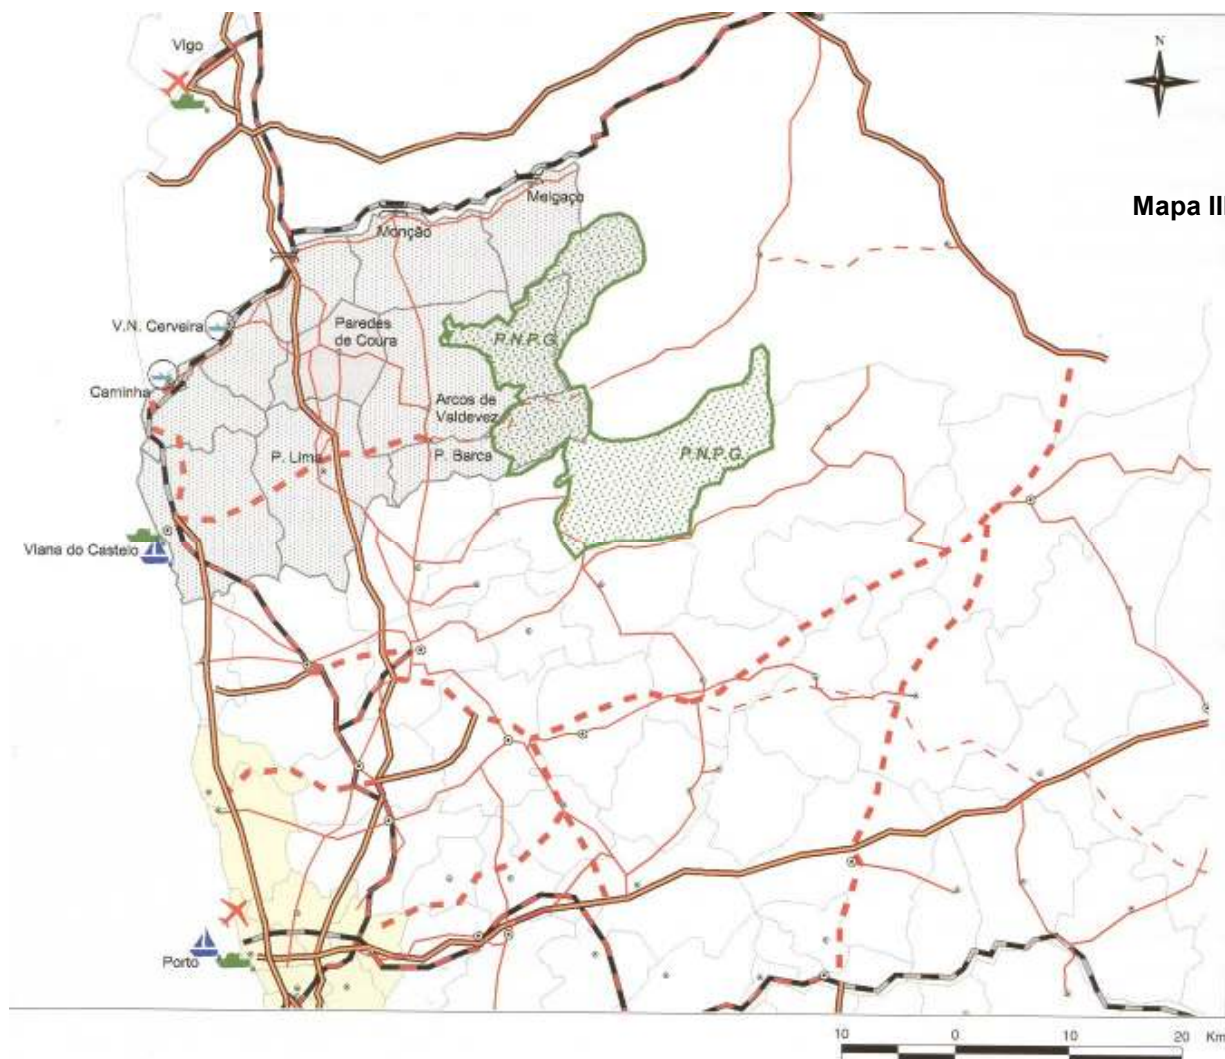 Vigo
N
Melgaço
Mapa III
Monção
V.N. Cerveira
Paredes
de Coura
P.N.P.G.
Caminha
Arcos de
Valdevez
P. Lima
P. Barca
P.N.P.G.
Viana do Castelo
Porto
10 0 10 20 Km